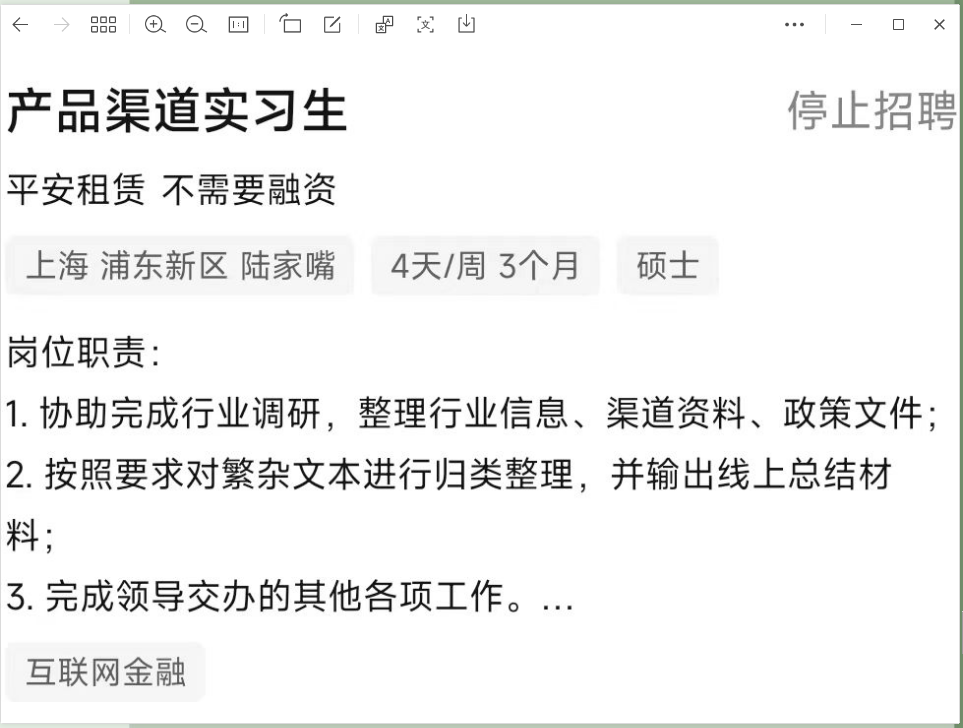 产品渠道实习生 停止招聘
平安租赁 不需要融资
上海 浦东新区 陆家嘴 4天/周 3个月 硕士
岗位职责：
1. 协助完成行业调研，整理行业信息、渠道资料、政策文件；
2. 按照要求对繁杂文本进行归类整理，并输出线上总结材
料；
3. 完成领导交办的其他各项工作。...
互联网金融